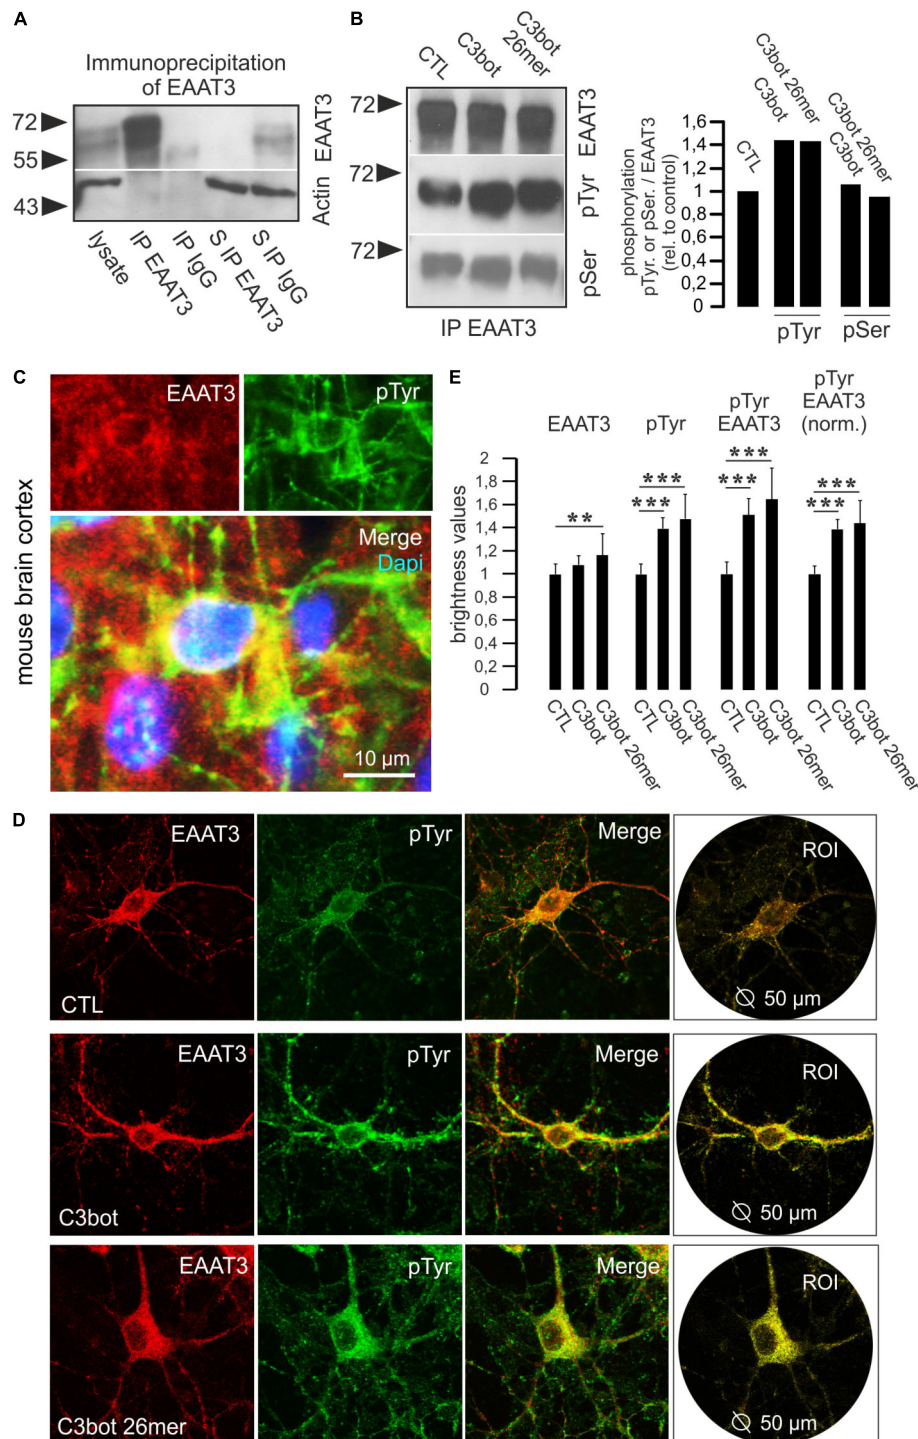 A
Immunoprecipitation
of EAAT3
72
55
43
EAAT3
Actin
lysate
IP EAAT3
IP IgG
S IP EAAT3
S IP IgG
B
CTL
C3bot
C3bot
26mer
72
72
72
EAAT3
pTyr
pSer
IP EAAT3
phosphorylation
pTyr. or pSer. / EAAT3
(rel. to control)
1,6
1,4
1,2
1
0,8
0,6
0,4
0,2
0
CTL
C3bot
C3bot 26mer
C3bot
C3bot 26mer
pTyr
pSer
C
mouse brain cortex
EAAT3
pTyr
Merge
Dapi
10 µm
E
EAAT3
pTyr
pTyr
EAAT3
pTyr
EAAT3
(norm.)
brightness values
2
1,8
1,6
1,4
1,2
1
0,8
0,6
0,4
0,2
0
**
***
***
***
***
***
***
CTL
C3bot
C3bot 26mer
CTL
C3bot
C3bot 26mer
CTL
C3bot
C3bot 26mer
CTL
C3bot
C3bot 26mer
D
EAAT3
CTL
pTyr
Merge
ROI
∅ 50 µm
EAAT3
C3bot
pTyr
Merge
ROI
∅ 50 µm
EAAT3
C3bot 26mer
pTyr
Merge
ROI
∅ 50 µm